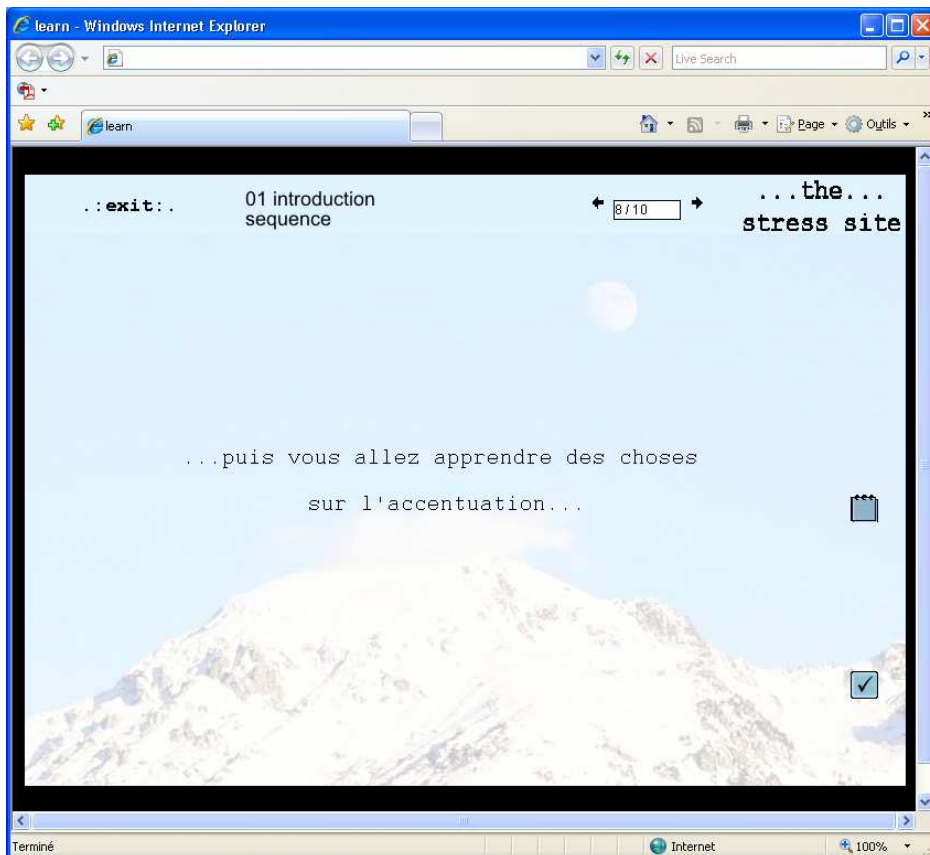 learn - Windows Internet Explorer
Live Search
learn
Page
Outils
»
.:exit:.
01 introduction
sequence
8/10
...the...
stress site
...puis vous allez apprendre des choses
sur l'accentuation...
Terminé
Internet
100%